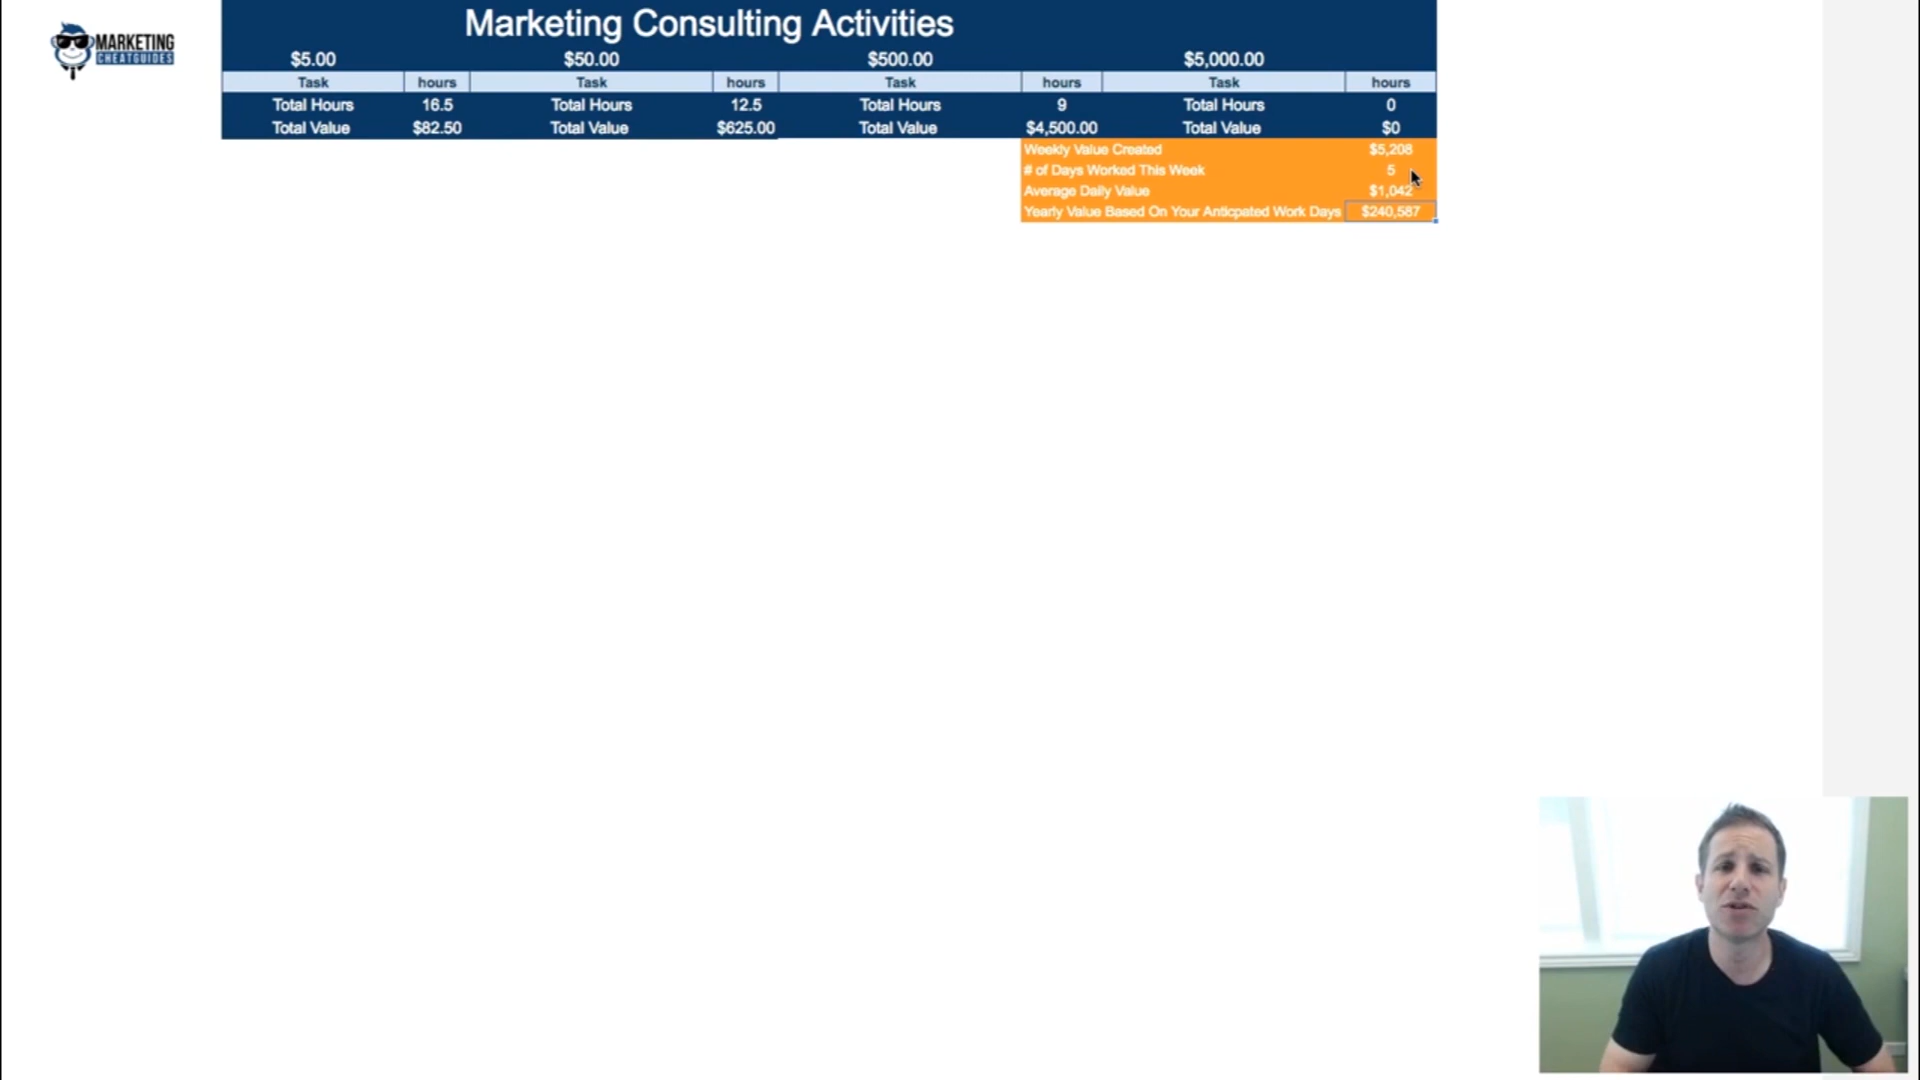 MARKETING
CHEATGUIDES
Marketing Consulting Activities
$5.00 $50.00 $500.00 $5,000.00
Task hours Task hours Task hours Task hours
Total Hours 16.5 Total Hours 12.5 Total Hours 9 Total Hours 0
Total Value $82.50 Total Value $625.00 Total Value $4,500.00 Total Value $0
Weekly Value Created $5,208
# of Days Worked This Week 5
Average Daily Value $1,042
Yearly Value Based On Your Anticpated Work Days $240,587